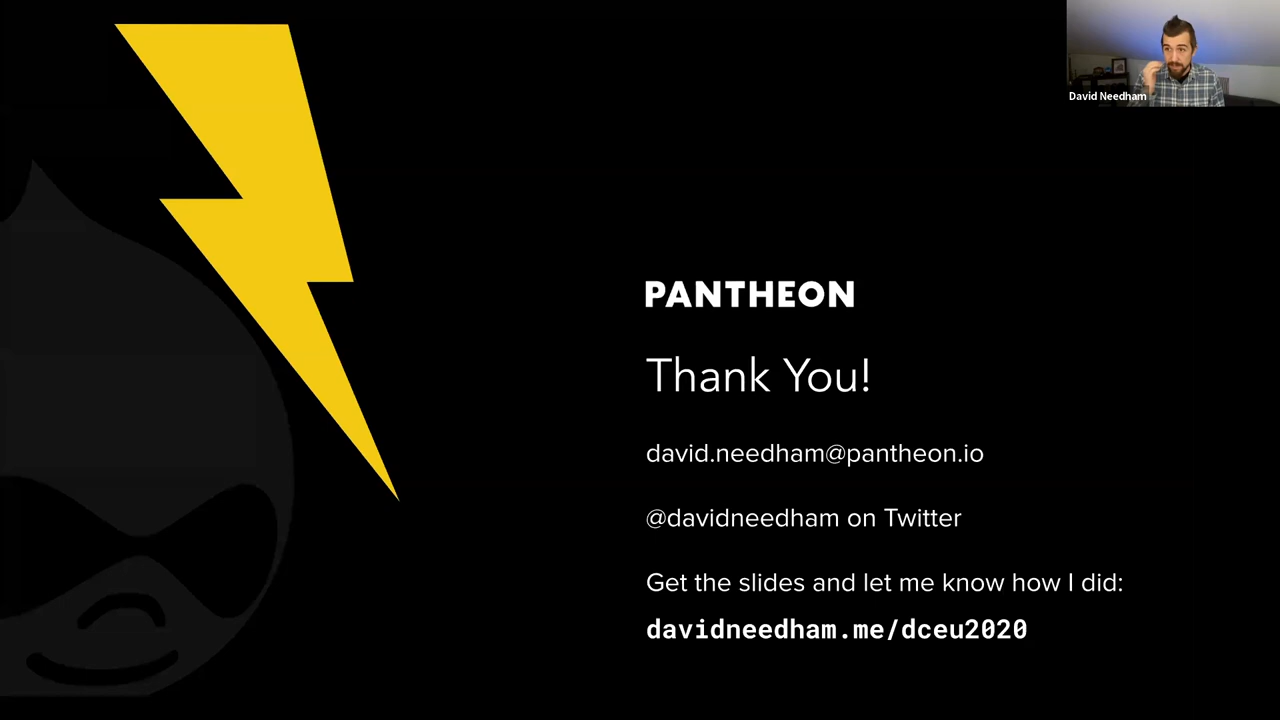 David Needham
PANTHEON
Thank You!
david.needham@pantheon.io
@davidneedham on Twitter
Get the slides and let me know how I did:
davidneedham.me/dceu2020